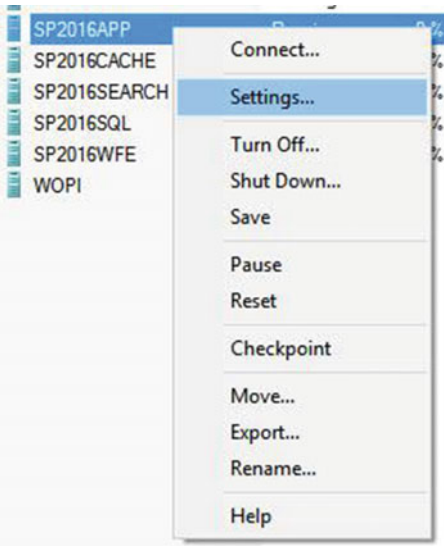 SP2016APP
SP2016CACHE
SP2016SEARCH
SP2016SQL
SP2016WFE
WOPI
Connect...
Settings...
Turn Off...
Shut Down...
Save
Pause
Reset
Checkpoint
Move...
Export...
Rename...
Help